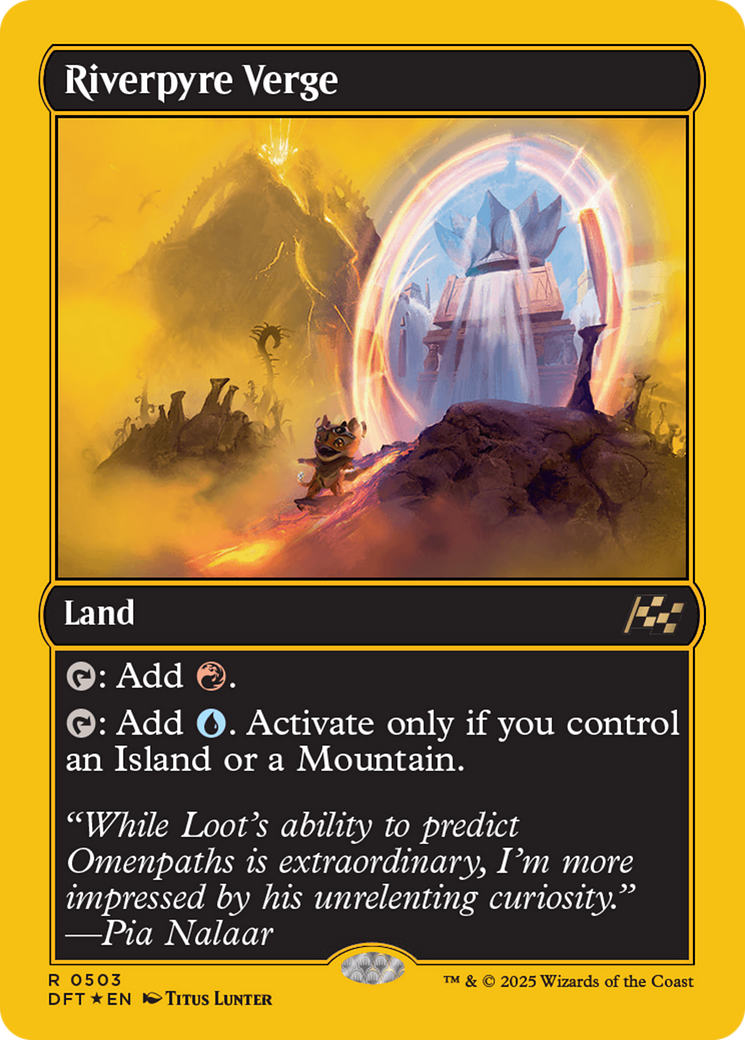 Riverpyre Verge
Land
: Add .
: Add . Activate only if you control
an Island or a Mountain.
“While Loot’s ability to predict
Omenpaths is extraordinary, I’m more
impressed by his unrelenting curiosity.”
—Pia Nalaar
R 0503
DFT★EN Titus Lunter
™ & © 2025 Wizards of the Coast